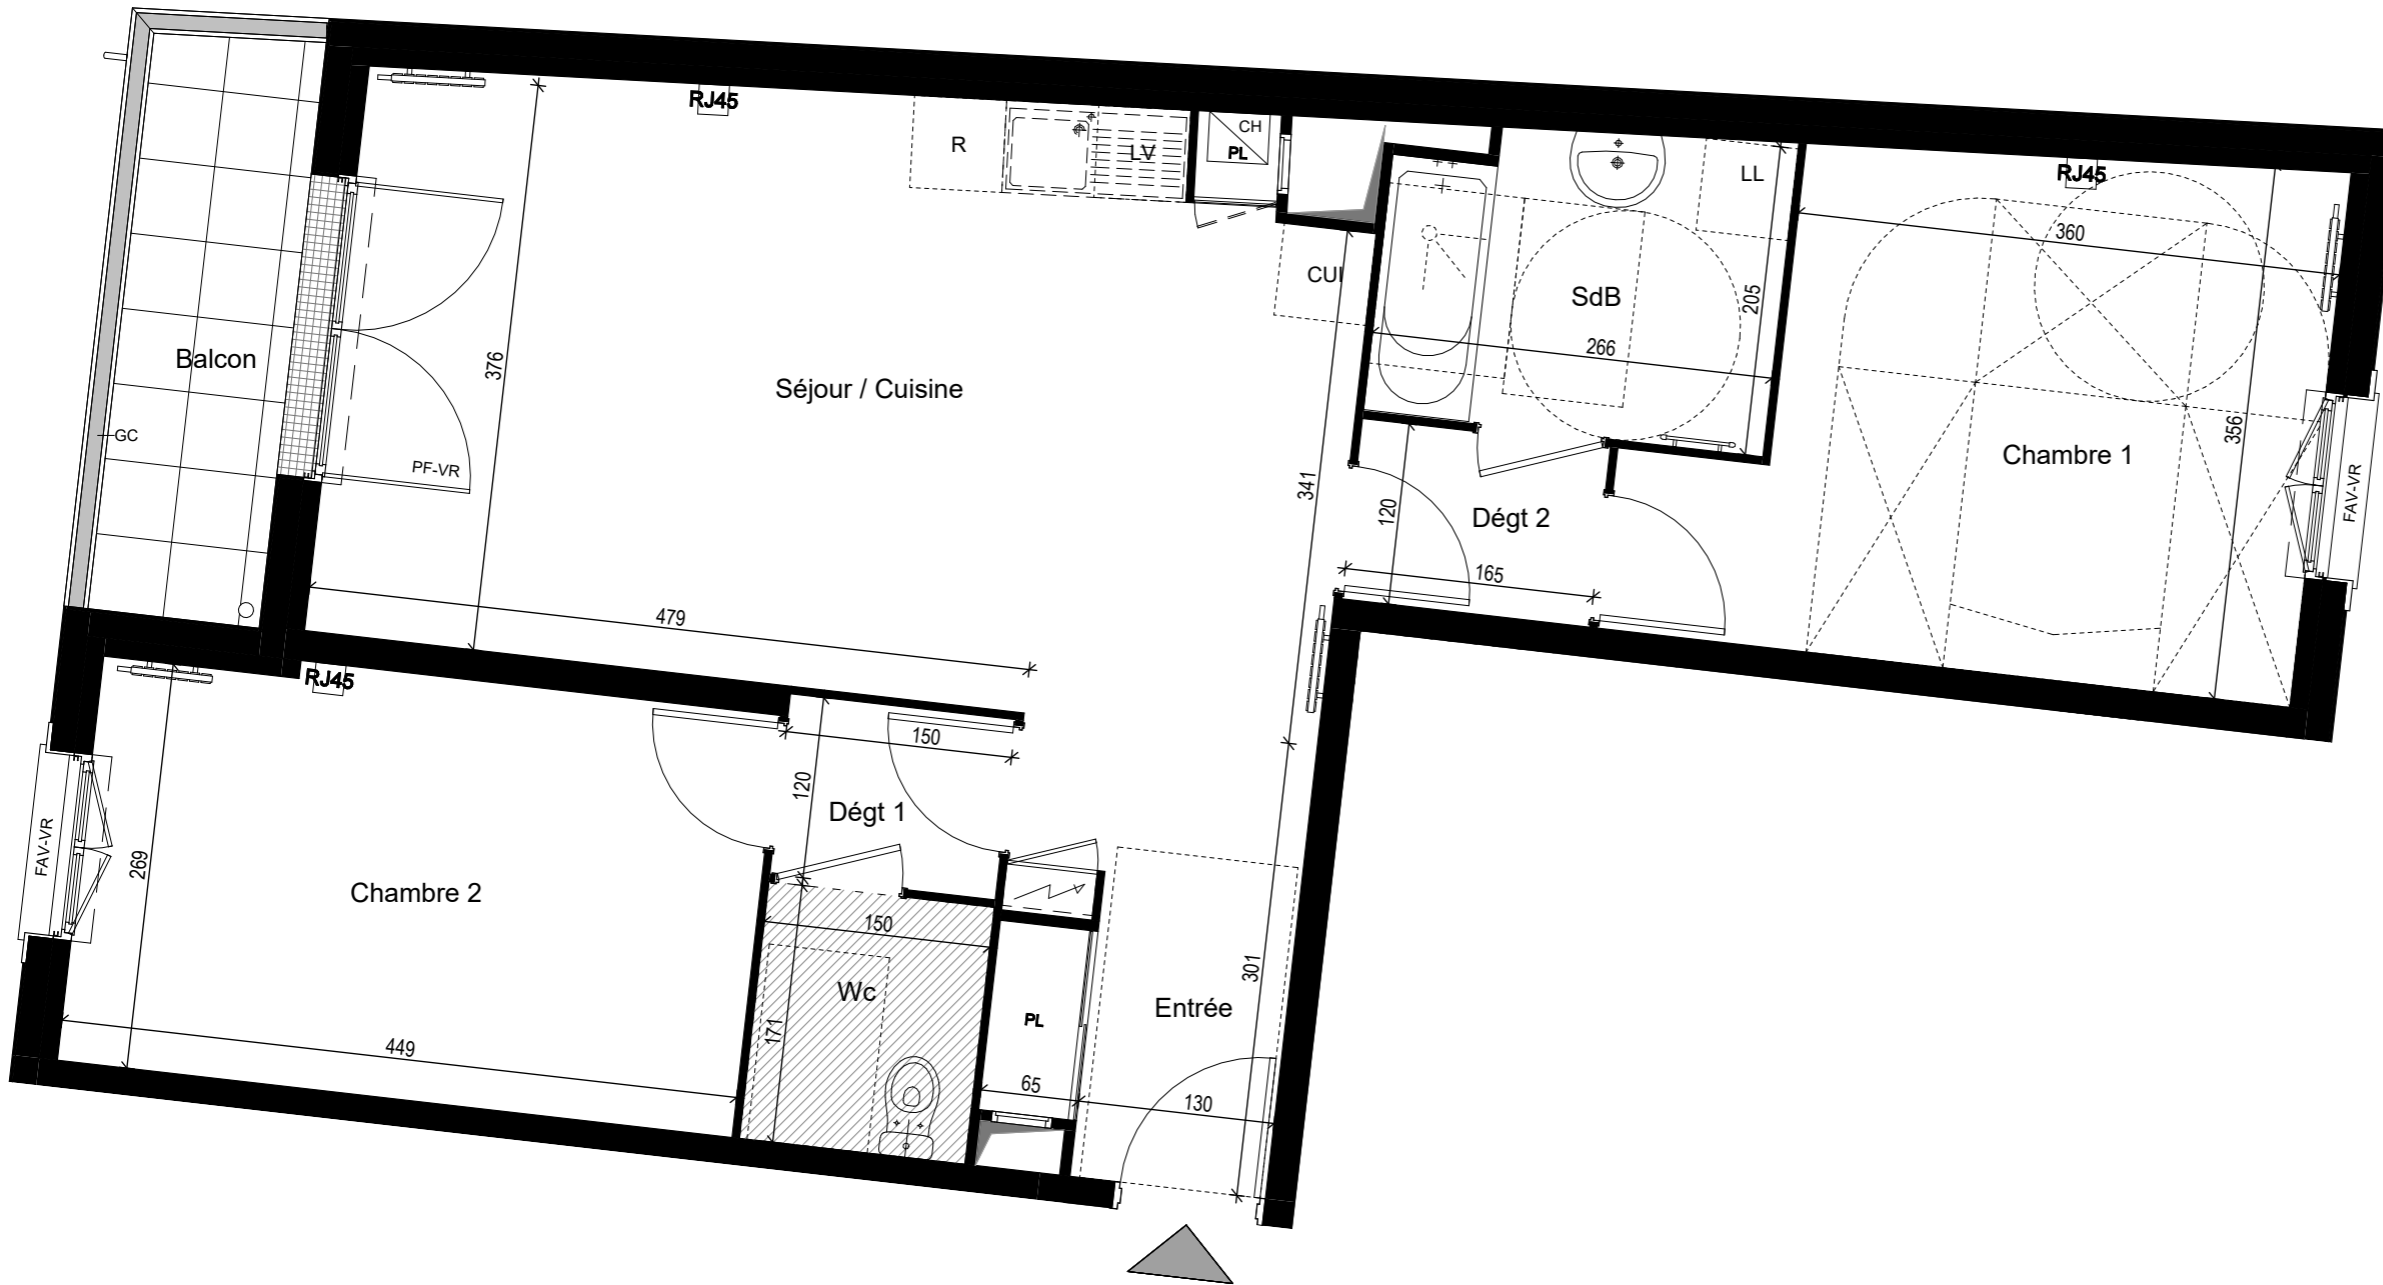 RJ45
R
LV
CH
PL
LL
RJ45
360
CUI
SdB
205
266
376
Balcon
Séjour / Cuisine
GC
PF-VR
356
Chambre 1
FAV-VR
341
120
Dégt 2
165
479
RJ45
150
120
Dégt 1
FAV-VR
269
Chambre 2
150
Wc
171
301
Entrée
PL
449
65
130